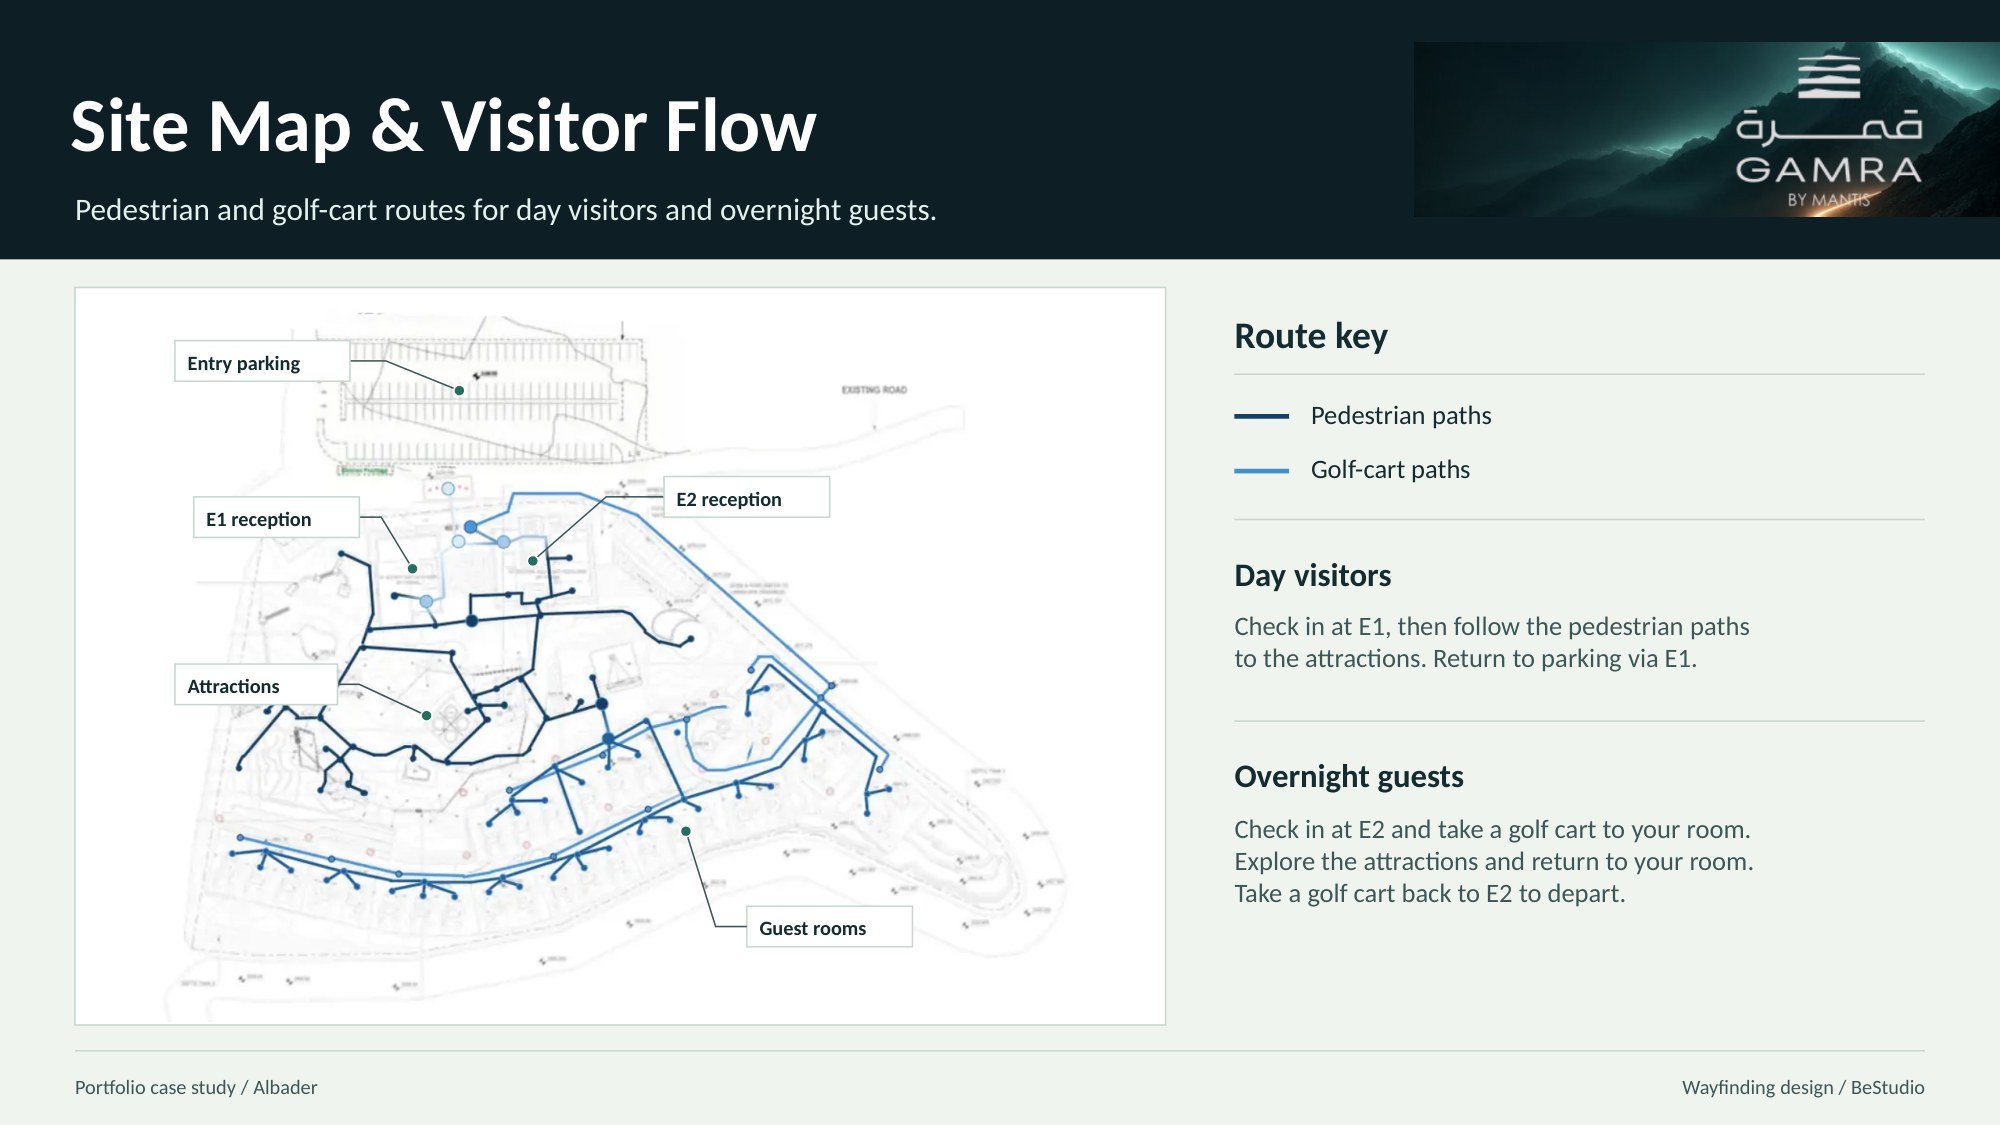 Site Map & Visitor Flow
Pedestrian and golf-cart routes for day visitors and overnight guests.
قمرة
GAMRA
BY MANTIS
Entry parking
EXISTING ROAD
E1 reception
E2 reception
Attractions
Guest rooms
Route key
Pedestrian paths
Golf-cart paths
Day visitors
Check in at E1, then follow the pedestrian paths
to the attractions. Return to parking via E1.
Overnight guests
Check in at E2 and take a golf cart to your room.
Explore the attractions and return to your room.
Take a golf cart back to E2 to depart.
Portfolio case study / Albader
Wayfinding design / BeStudio